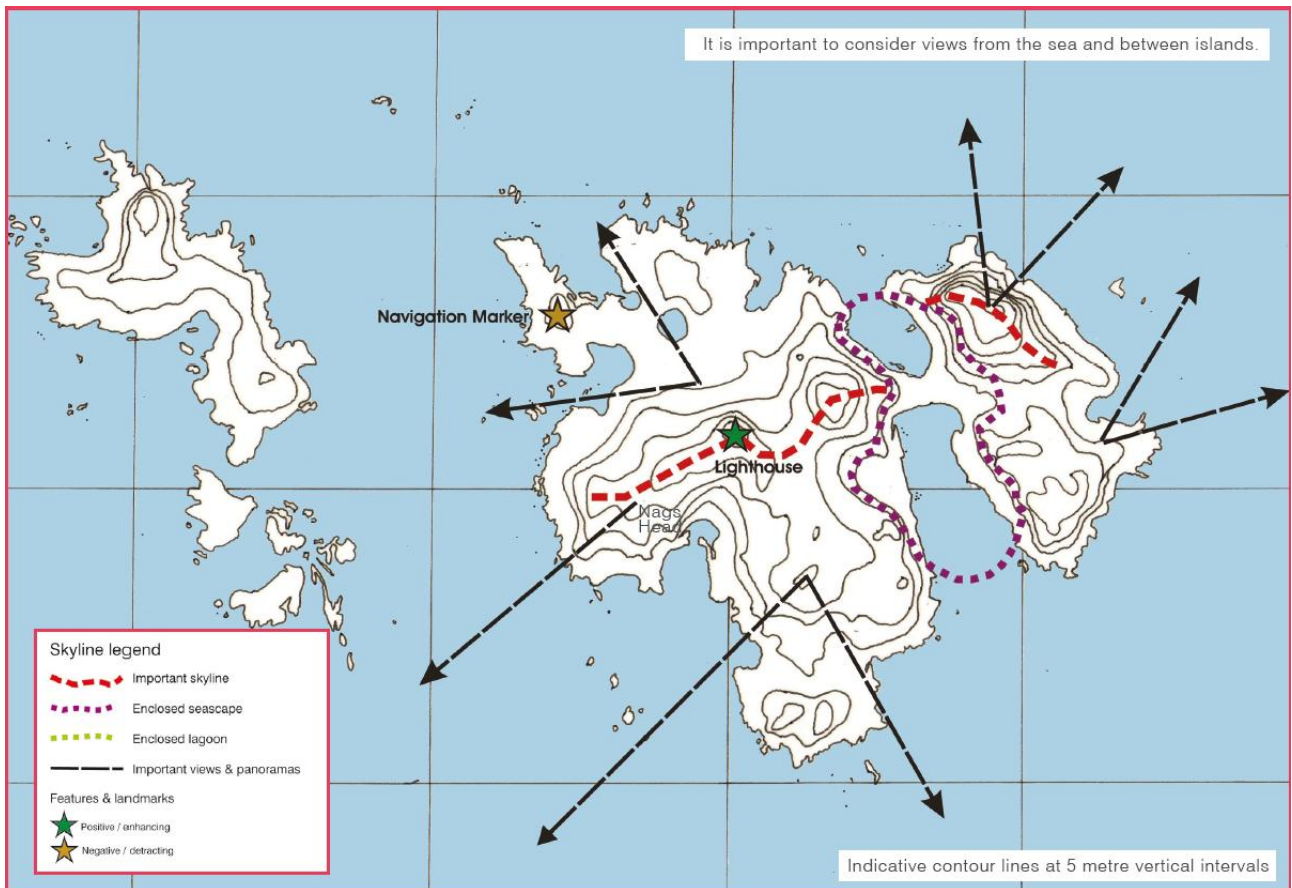 It is important to consider views from the sea and between islands.
Navigation Marker
Lighthouse
Nags
Head
Skyline legend
Important skyline
Enclosed seascape
Enclosed lagoon
Important views & panoramas
Features & landmarks
Positive / enhancing
Negative / detracting
Indicative contour lines at 5 metre vertical intervals